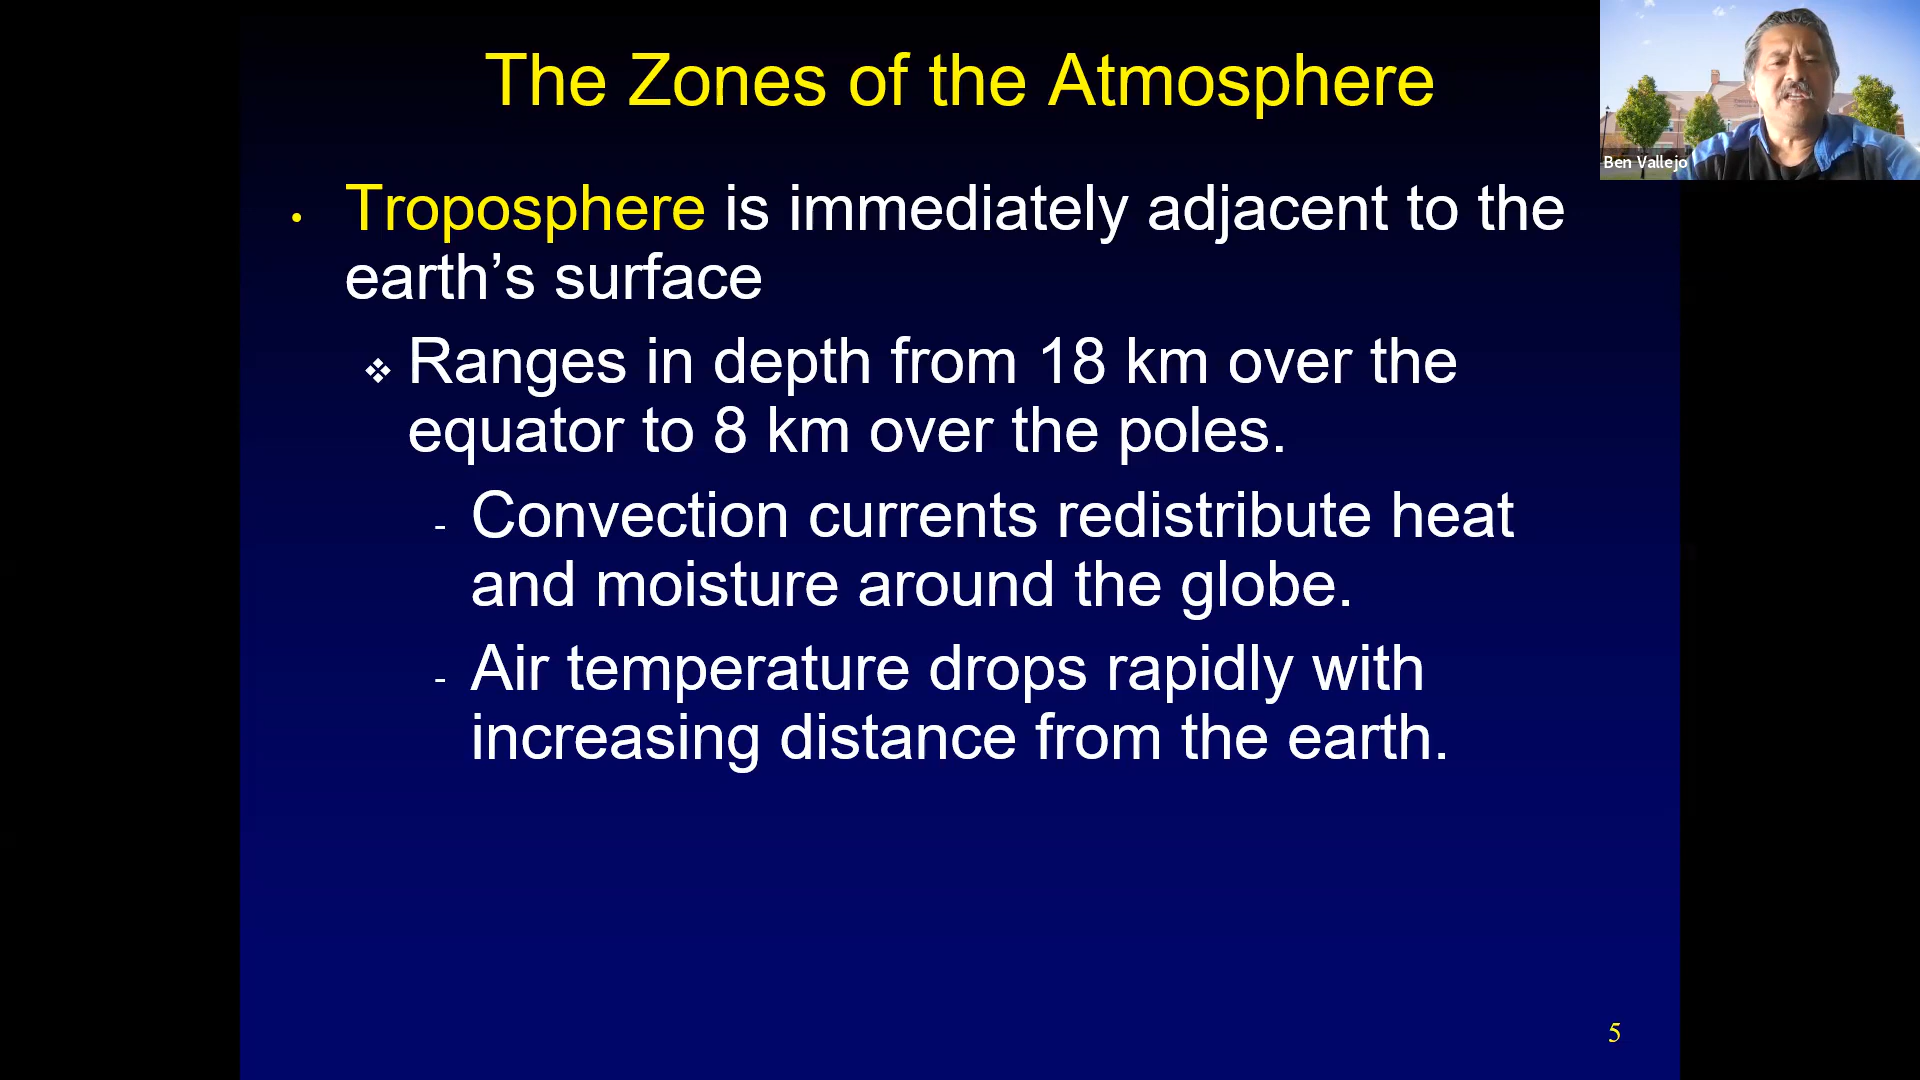 The Zones of the Atmosphere
Ben Vallejo
• Troposphere is immediately adjacent to the
earth’s surface
❖ Ranges in depth from 18 km over the
equator to 8 km over the poles.
- Convection currents redistribute heat
and moisture around the globe.
- Air temperature drops rapidly with
increasing distance from the earth.
5